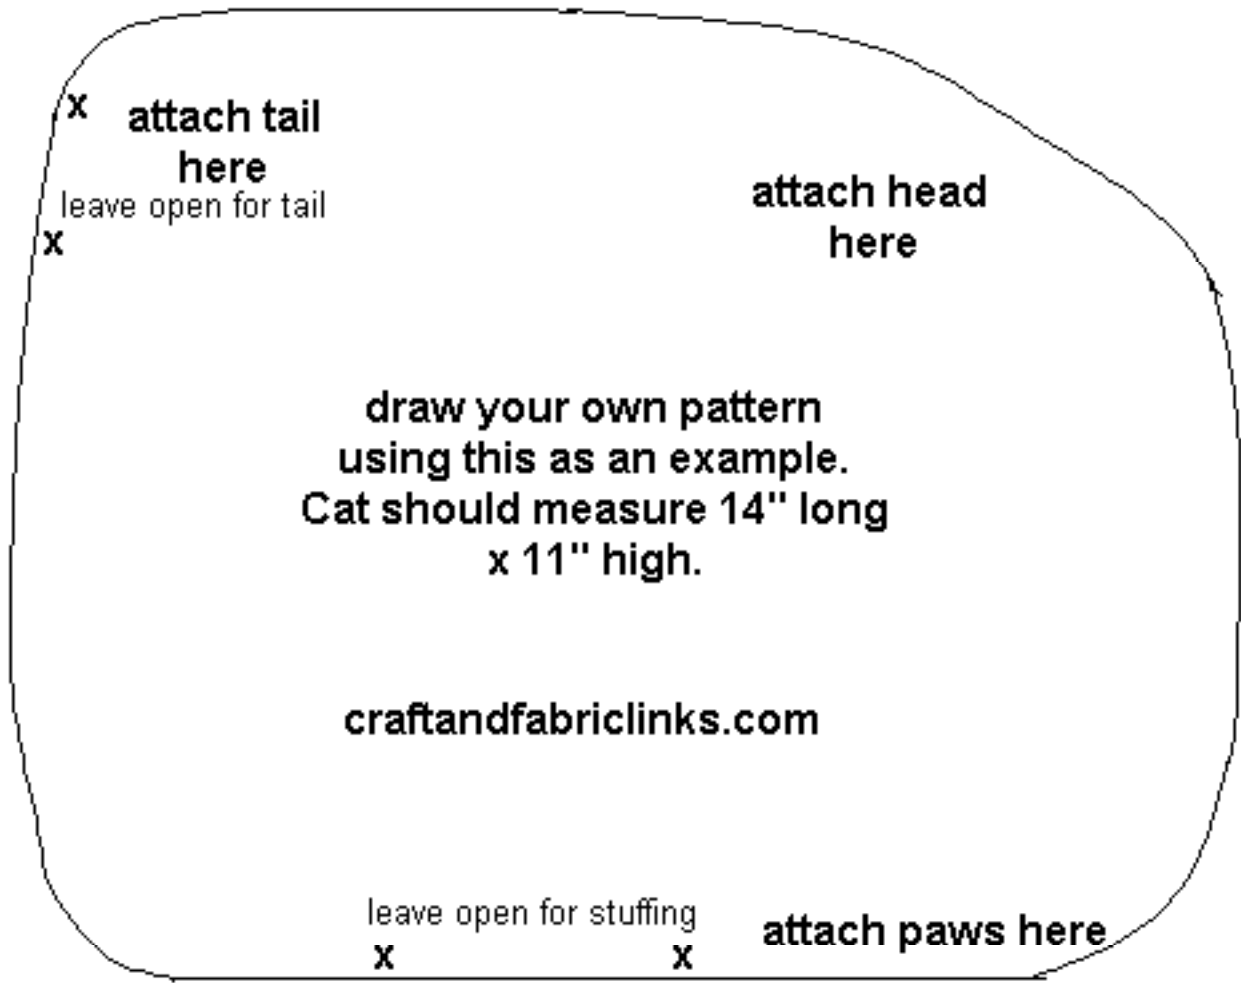 x
attach tail
here
leave open for tail
x
attach head
here
draw your own pattern
using this as an example.
Cat should measure 14" long
x 11" high.
craftandfabriclinks.com
leave open for stuffing
x x
attach paws here